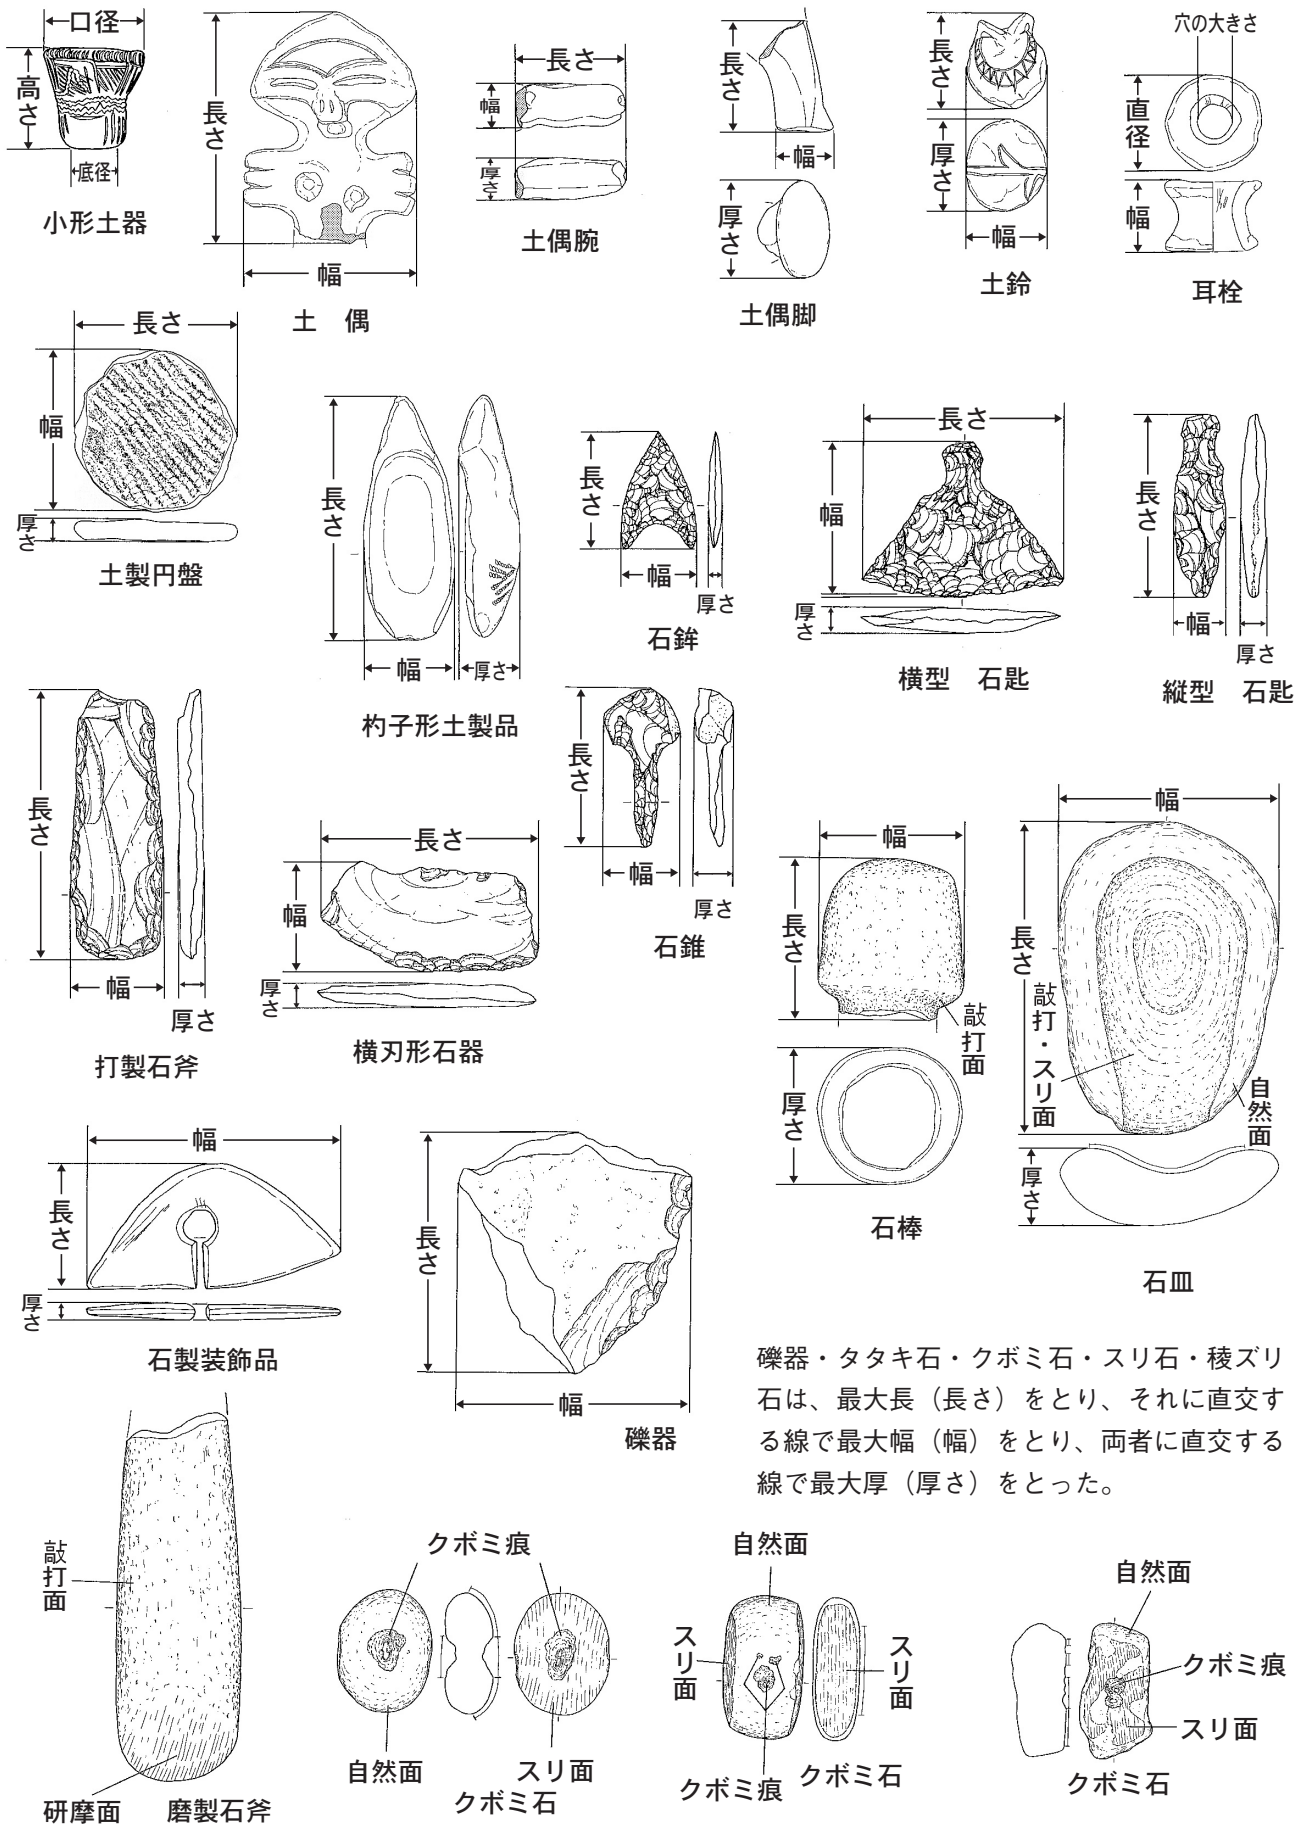 口径
高さ
底径
小形土器
長さ
幅
土　偶
長さ
幅
厚さ
土偶腕
長さ
幅
厚さ
土偶脚
長さ
厚さ
幅
土鈴
穴の大きさ
直径
幅
耳栓
長さ
幅
厚さ
土製円盤
長さ
幅
厚さ
杓子形土製品
長さ
幅
厚さ
石鉾
長さ
幅
厚さ
横型　石匙
長さ
幅
厚さ
縦型　石匙
長さ
幅
厚さ
打製石斧
長さ
幅
厚さ
横刃形石器
長さ
幅
厚さ
石錐
幅
長さ
敲打面
厚さ
石棒
幅
長さ
敲打・スリ面
自然面
厚さ
石皿
幅
長さ
厚さ
石製装飾品
長さ
幅
礫器
礫器・タタキ石・クボミ石・スリ石・稜ズリ
石は、最大長（長さ）をとり、それに直交す
る線で最大幅（幅）をとり、両者に直交する
線で最大厚（厚さ）をとった。
敲打面
研摩面
磨製石斧
クボミ痕
自然面
スリ面
クボミ石
自然面
スリ面
スリ面
クボミ痕
クボミ石
自然面
クボミ痕
スリ面
クボミ石